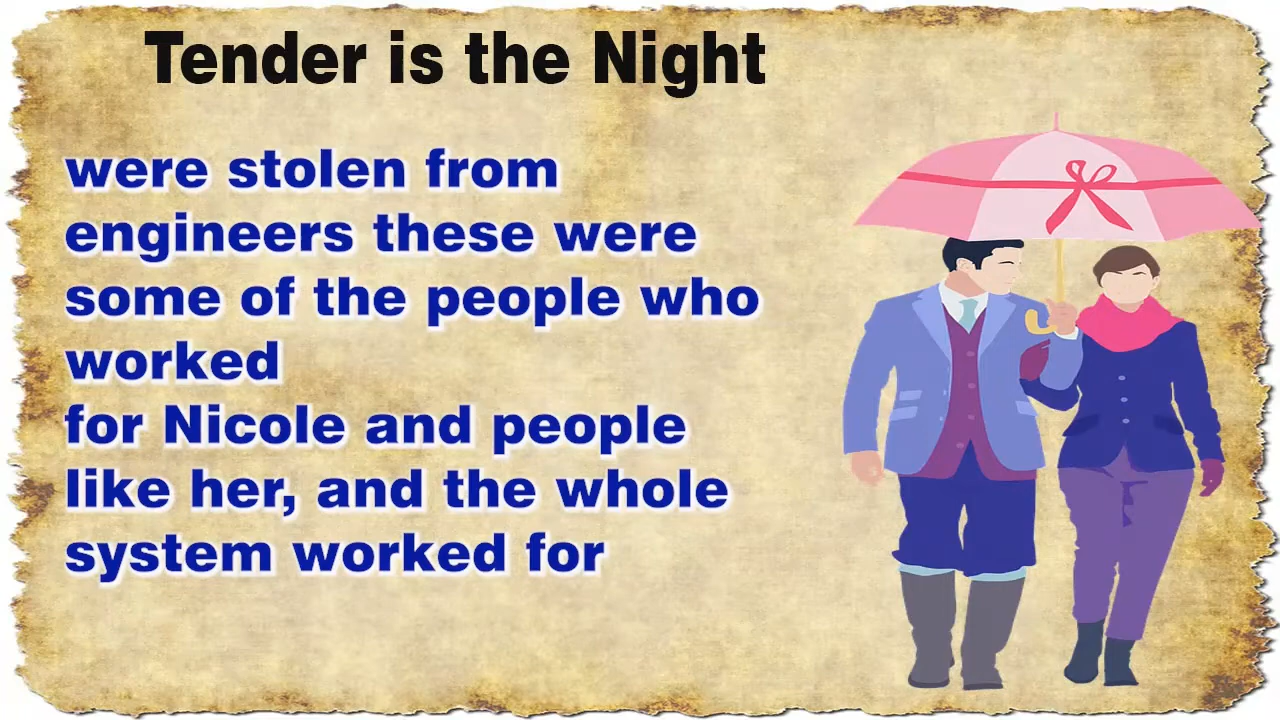 Tender is the Night
were stolen from
engineers these were
some of the people who
worked
for Nicole and people
like her, and the whole
system worked for